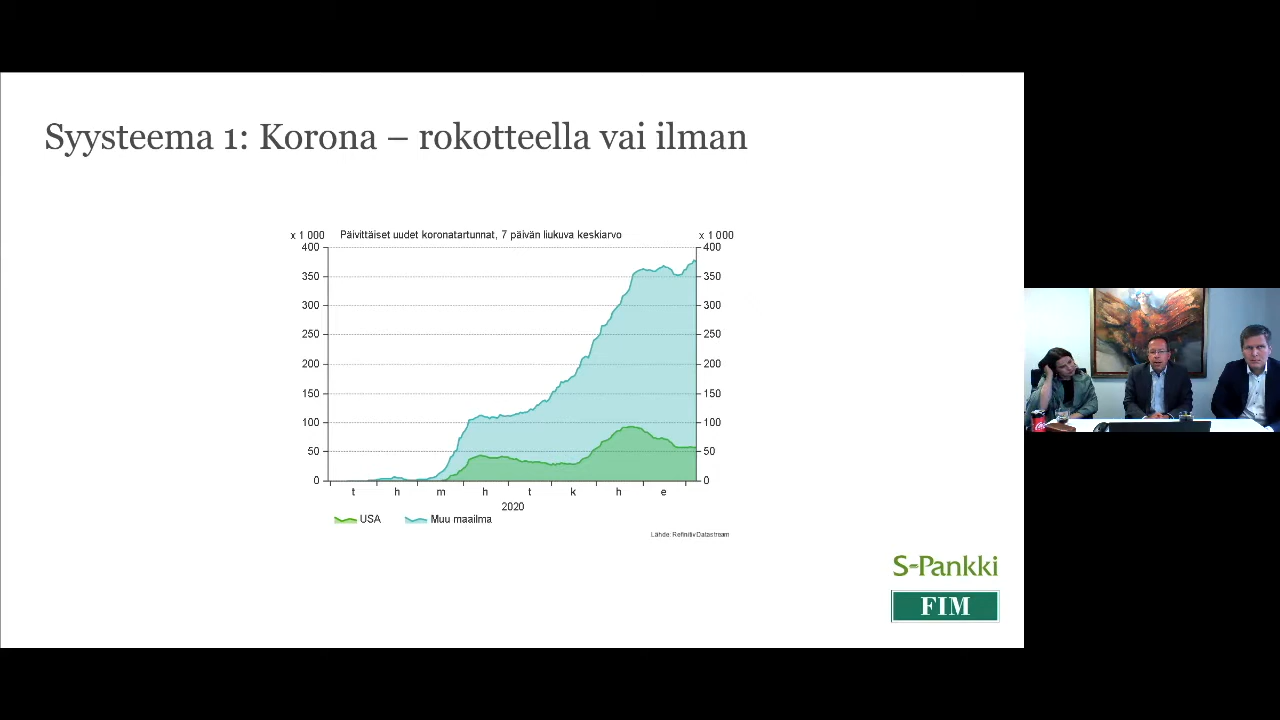 Syysteema 1: Korona – rokotteella vai ilman
x 1 000 Päivittäiset uudet koronatartunnat, 7 päivän liukuva keskiarvo x 1 000
400 400
350 350
300 300
250 250
200 200
150 150
100 100
50 50
0 0
t h m h t k h e
2020
USA Muu maailma
Lähde: Refinitiv Datastream
S-Pankki
FIM